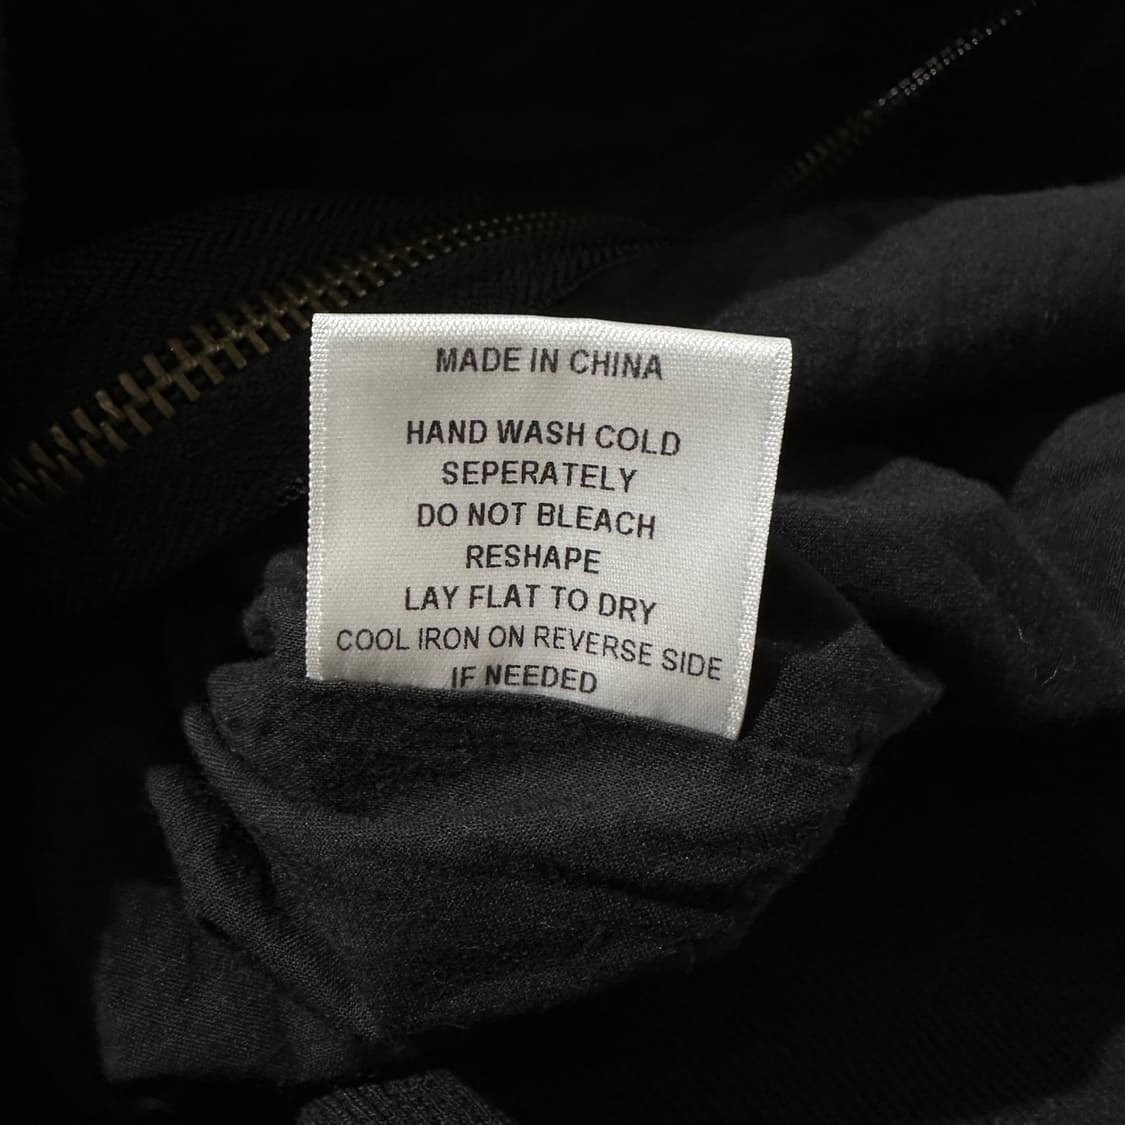 MADE IN CHINA
HAND WASH COLD
SEPERATELY
DO NOT BLEACH
RESHAPE
LAY FLAT TO DRY
COOL IRON ON REVERSE SIDE
IF NEEDED